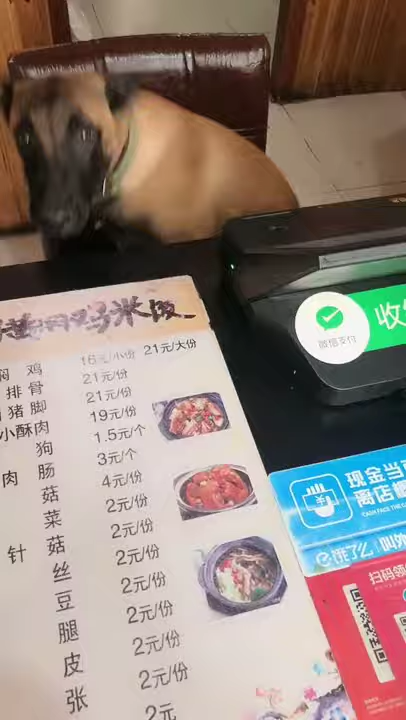 黄焖鸡米饭
焖 鸡 16元/小份 21元/大份
排骨 21元/份
猪脚 21元/份
小酥肉 19元/份
狗 1.5元/个
肉 肠 3元/个
菇 4元/份
菜 2元/份
针 菇 2元/份
丝 2元/份
豆 2元/份
腿 2元/份
皮 2元/份
张 2元/份
2元
微信支付
收
现金当
离店概
CASH FACE THE
饿了么
扫码领